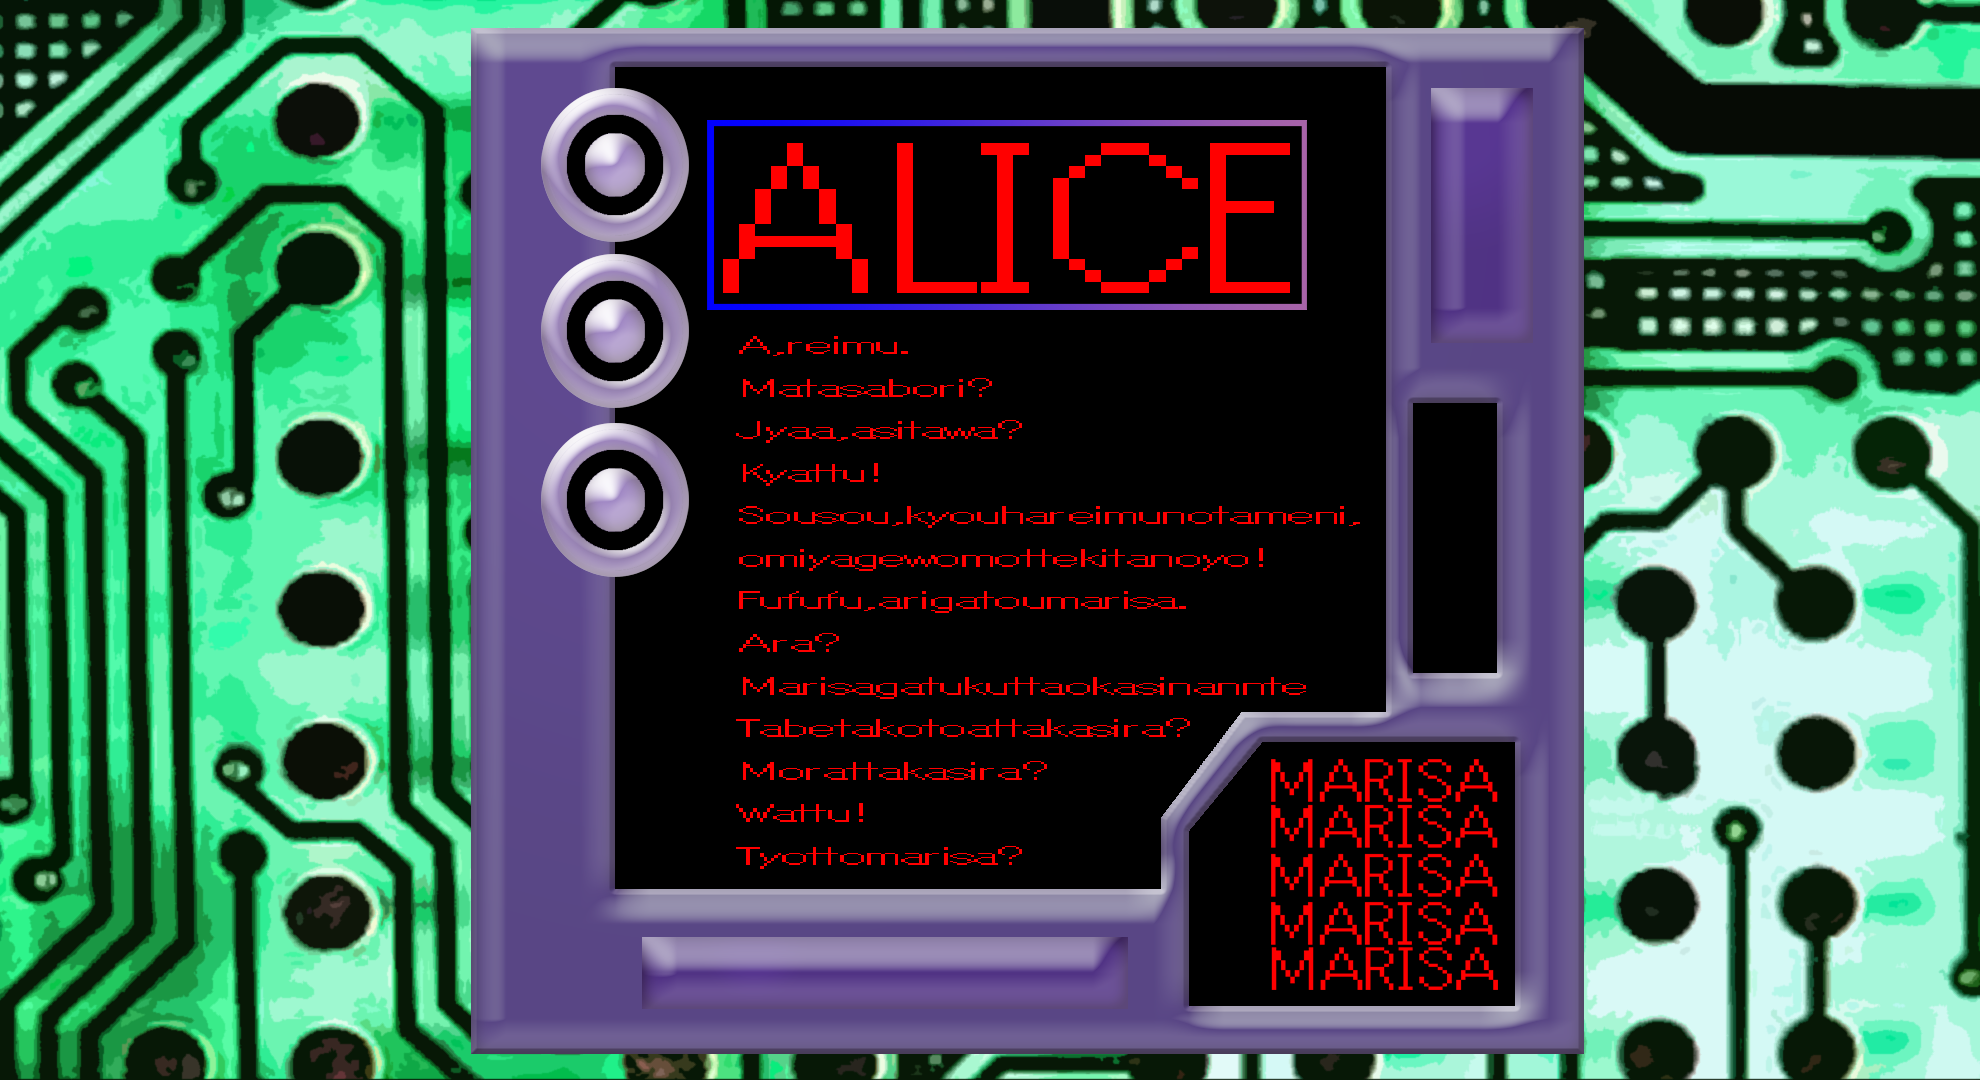 ALICE
A,reimu.
Matasabori?
Jyaa,asitawa?
Kyattu!
Sousou,kyouhareimunotameni,
omiyagewomottekitanoyo!
Fufufu,arigatoumarisa.
Ara?
Marisagatukuttaokasinannte
Tabetakotoattakasira?
Morattakasira?
Wattu!
Tyottomarisa?
MARISA
MARISA
MARISA
MARISA
MARISA